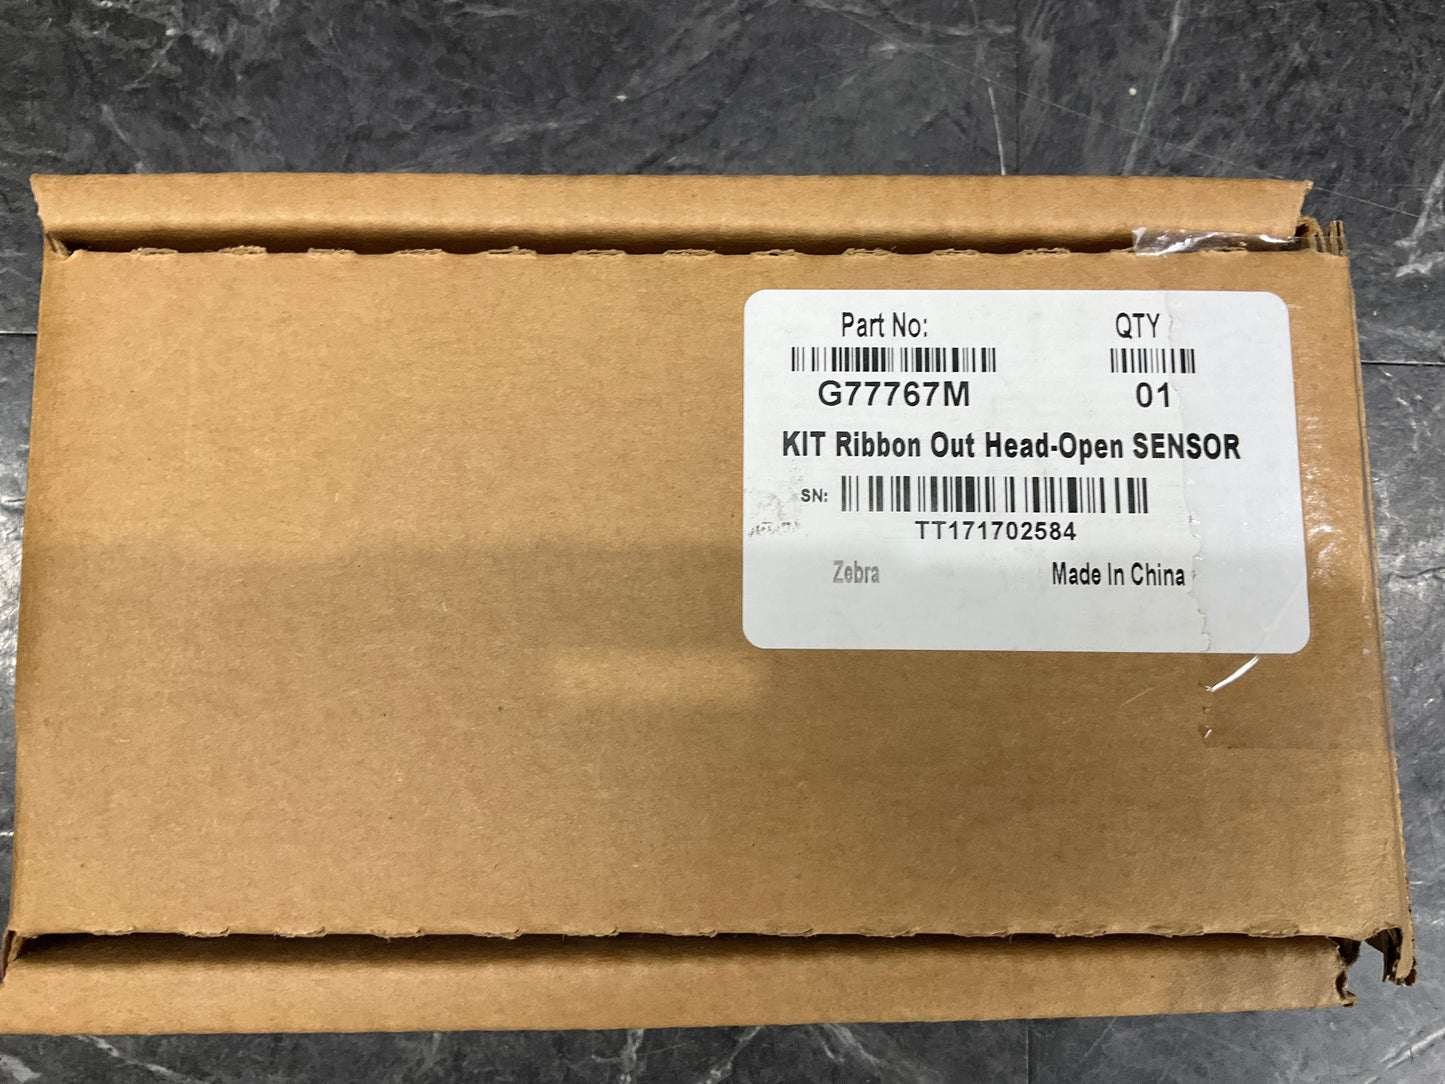 Part No: QTY
G77767M 01
KIT Ribbon Out Head-Open SENSOR
SN:
TT171702584
Zebra Made In China